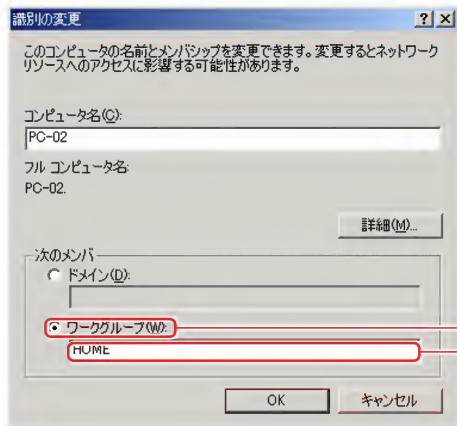 識別の変更
このコンピュータの名前とメンバシップを変更できます。変更するとネットワーク
リソースへのアクセスに影響する可能性があります。
コンピュータ名(C):
PC-02
フル コンピュータ名:
PC-02.
詳細(M)...
次のメンバ
ドメイン(D):
ワークグループ(W):
HOME
OK
キャンセル